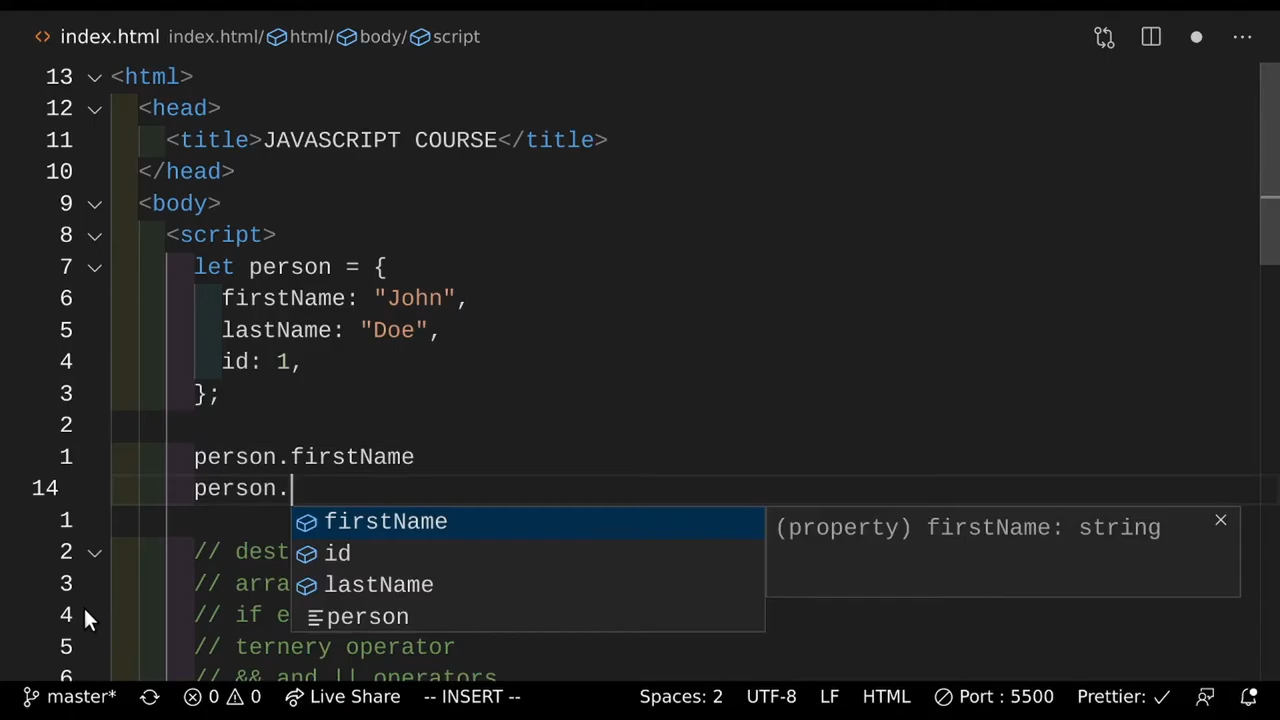 index.html index.html/html/body/script
13 <html>
12 <head>
11 <title>JAVASCRIPT COURSE</title>
10 </head>
9 <body>
8 <script>
7 let person = {
6 firstName: "John",
5 lastName: "Doe",
4 id: 1,
3 };
2
1 person.firstName
14 person.
1 firstName (property) firstName: string
2 // dest id
3 // arra lastName
4 // if e person
5 // ternery operator
6 // && and || operators
master* 0 0 Live Share -- INSERT -- Spaces: 2 UTF-8 LF HTML Port : 5500 Prettier: